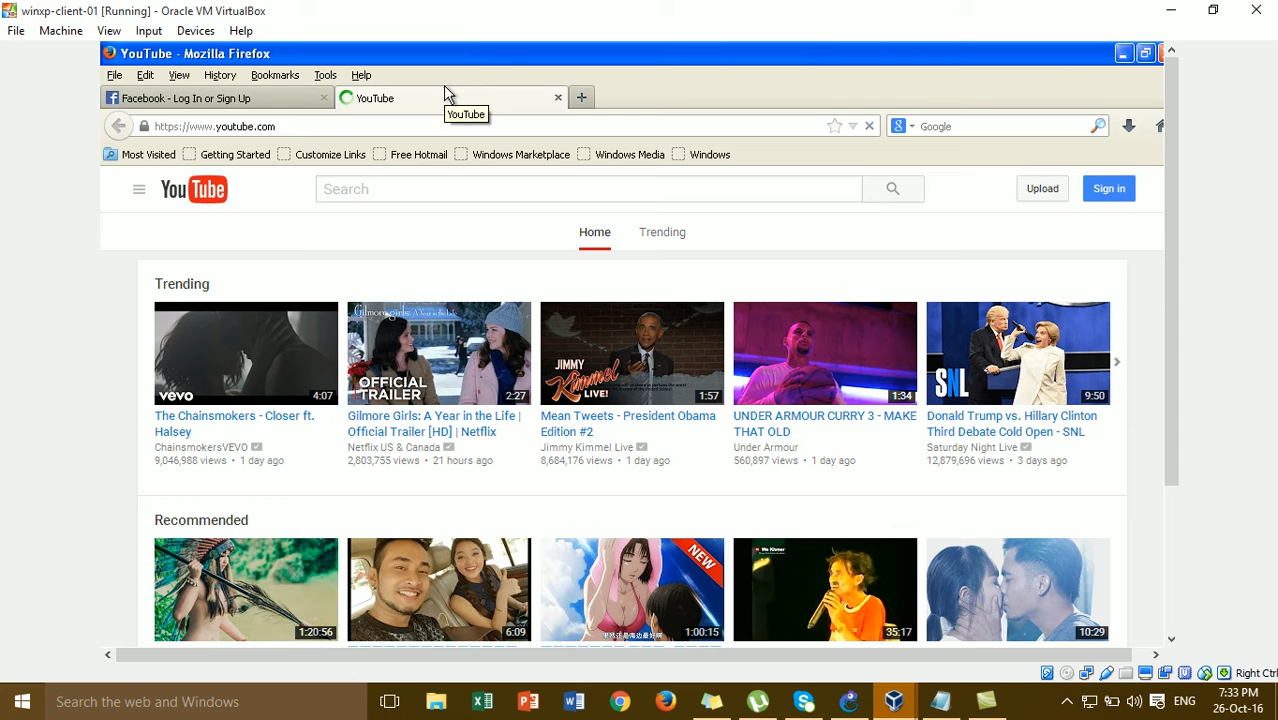 winxp-client-01 [Running] - Oracle VM VirtualBox
File Machine View Input Devices Help
YouTube - Mozilla Firefox
File Edit View History Bookmarks Tools Help
Facebook - Log In or Sign Up YouTube
YouTube
https://www.youtube.com Google
Most Visited Getting Started Customize Links Free Hotmail Windows Marketplace Windows Media Windows
YouTube Search Upload Sign in
Home Trending
Trending
vevo 4:07
Gilmore girls: A Year in the Life
OFFICIAL
TRAILER 2:27
JIMMY
KIMMEL
LIVE! 1:57
1:34
SNL 9:50
The Chainsmokers - Closer ft.
Halsey
ChainsmokersVEVO
9,046,988 views • 1 day ago
Gilmore Girls: A Year in the Life |
Official Trailer [HD] | Netflix
Netflix US & Canada
2,803,755 views • 21 hours ago
Mean Tweets - President Obama
Edition #2
Jimmy Kimmel Live
8,684,176 views • 1 day ago
UNDER ARMOUR CURRY 3 - MAKE
THAT OLD
Under Armour
560,897 views • 1 day ago
Donald Trump vs. Hillary Clinton
Third Debate Cold Open - SNL
Saturday Night Live
12,879,696 views • 3 days ago
Recommended
1:20:56
6:09
NEW
1:00:15
We Khmer
35:17
10:29
Right Ctrl
Search the web and Windows
ENG
7:33 PM
26-Oct-16